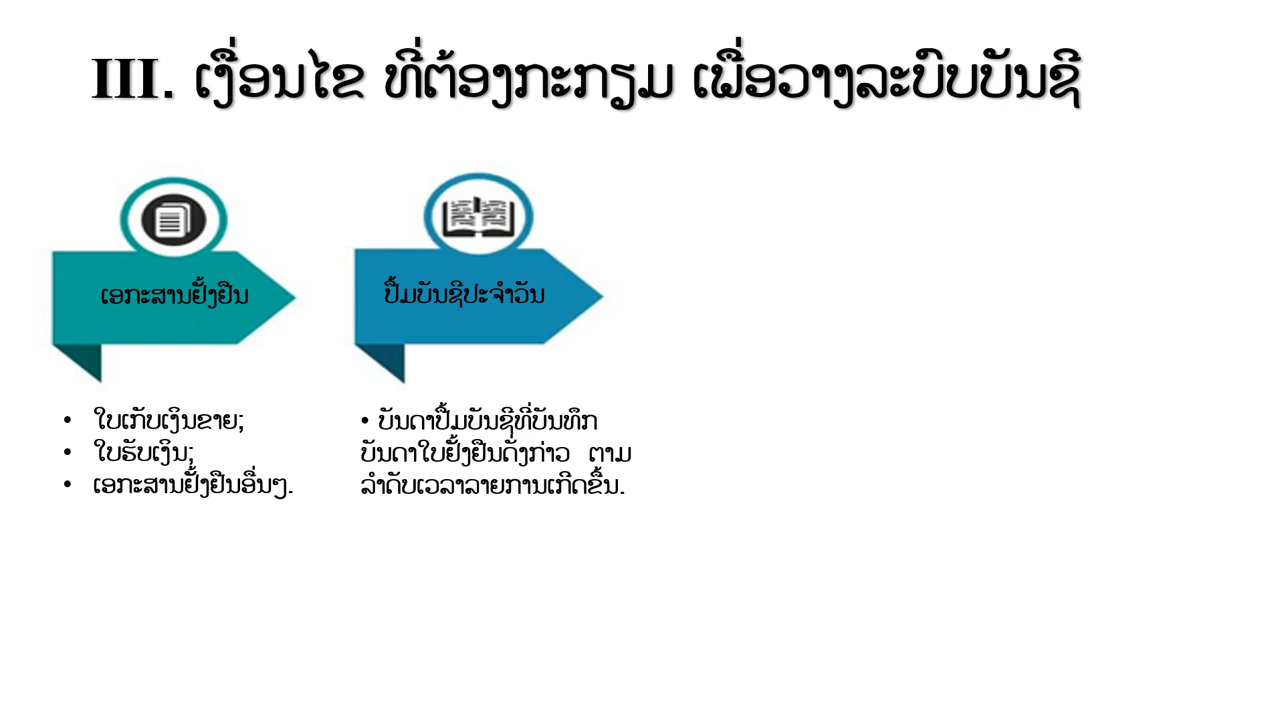 III. ເງື່ອນໄຂ ທີ່ຕ້ອງກະກຽມ ເພື່ອວາງລະບົບບັນຊີ
ເອກະສານຢັ້ງຢືນ
ປຶ້ມບັນຊີປະຈຳວັນ
• ໃບເກັບເງິນຂາຍ;
• ໃບຮັບເງິນ;
• ເອກະສານຢັ້ງຢືນອື່ນໆ.
• ບັນດາປຶ້ມບັນຊີທີ່ບັນທຶກ
ບັນດາໃບຢັ້ງຢືນດັ່ງກ່າວ ຕາມ
ລຳດັບເວລາລາຍການເກີດຂຶ້ນ.